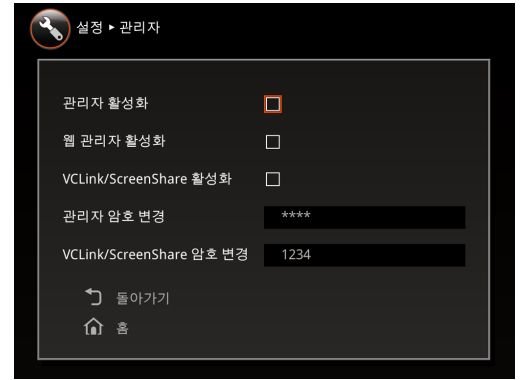 설정 ▸ 관리자
관리자 활성화
웹 관리자 활성화
VCLink/ScreenShare 활성화
관리자 암호 변경 ****
VCLink/ScreenShare 암호 변경 1234
돌아가기
홈